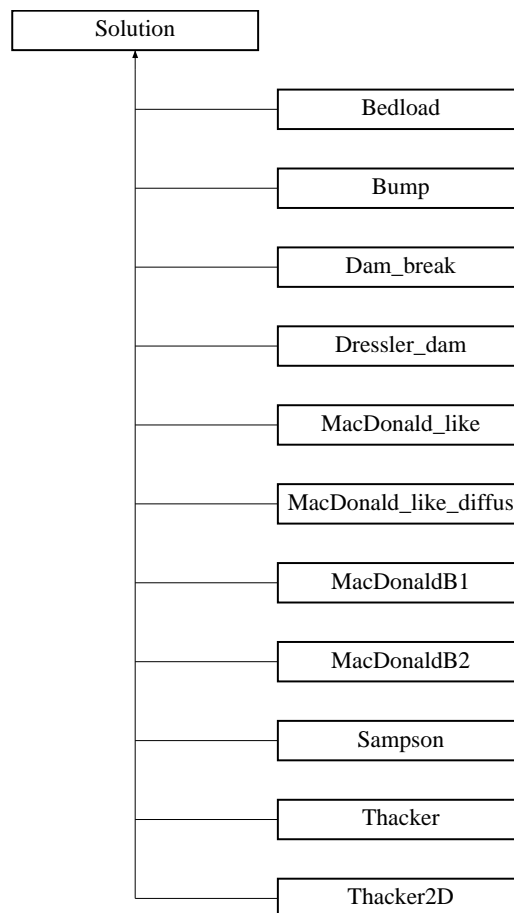 Solution
Bedload
Bump
Dam_break
Dressler_dam
MacDonald_like
MacDonald_like_diffus
MacDonaldB1
MacDonaldB2
Sampson
Thacker
Thacker2D